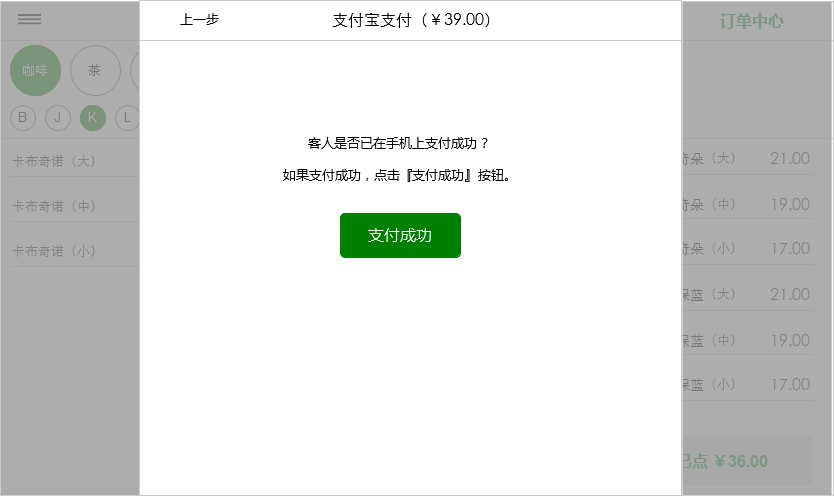 上一步
支付宝支付（￥39.00）
订单中心
咖啡
茶
B
J
K
L
客人是否已在手机上支付成功？
如果支付成功，点击『支付成功』按钮。
支付成功
卡布奇诺（大）
卡布奇诺（中）
卡布奇诺（小）
奇朵（大） 21.00
奇朵（中） 19.00
奇朵（小） 17.00
保蓝（大） 21.00
保蓝（中） 19.00
保蓝（小） 17.00
已点 ￥36.00